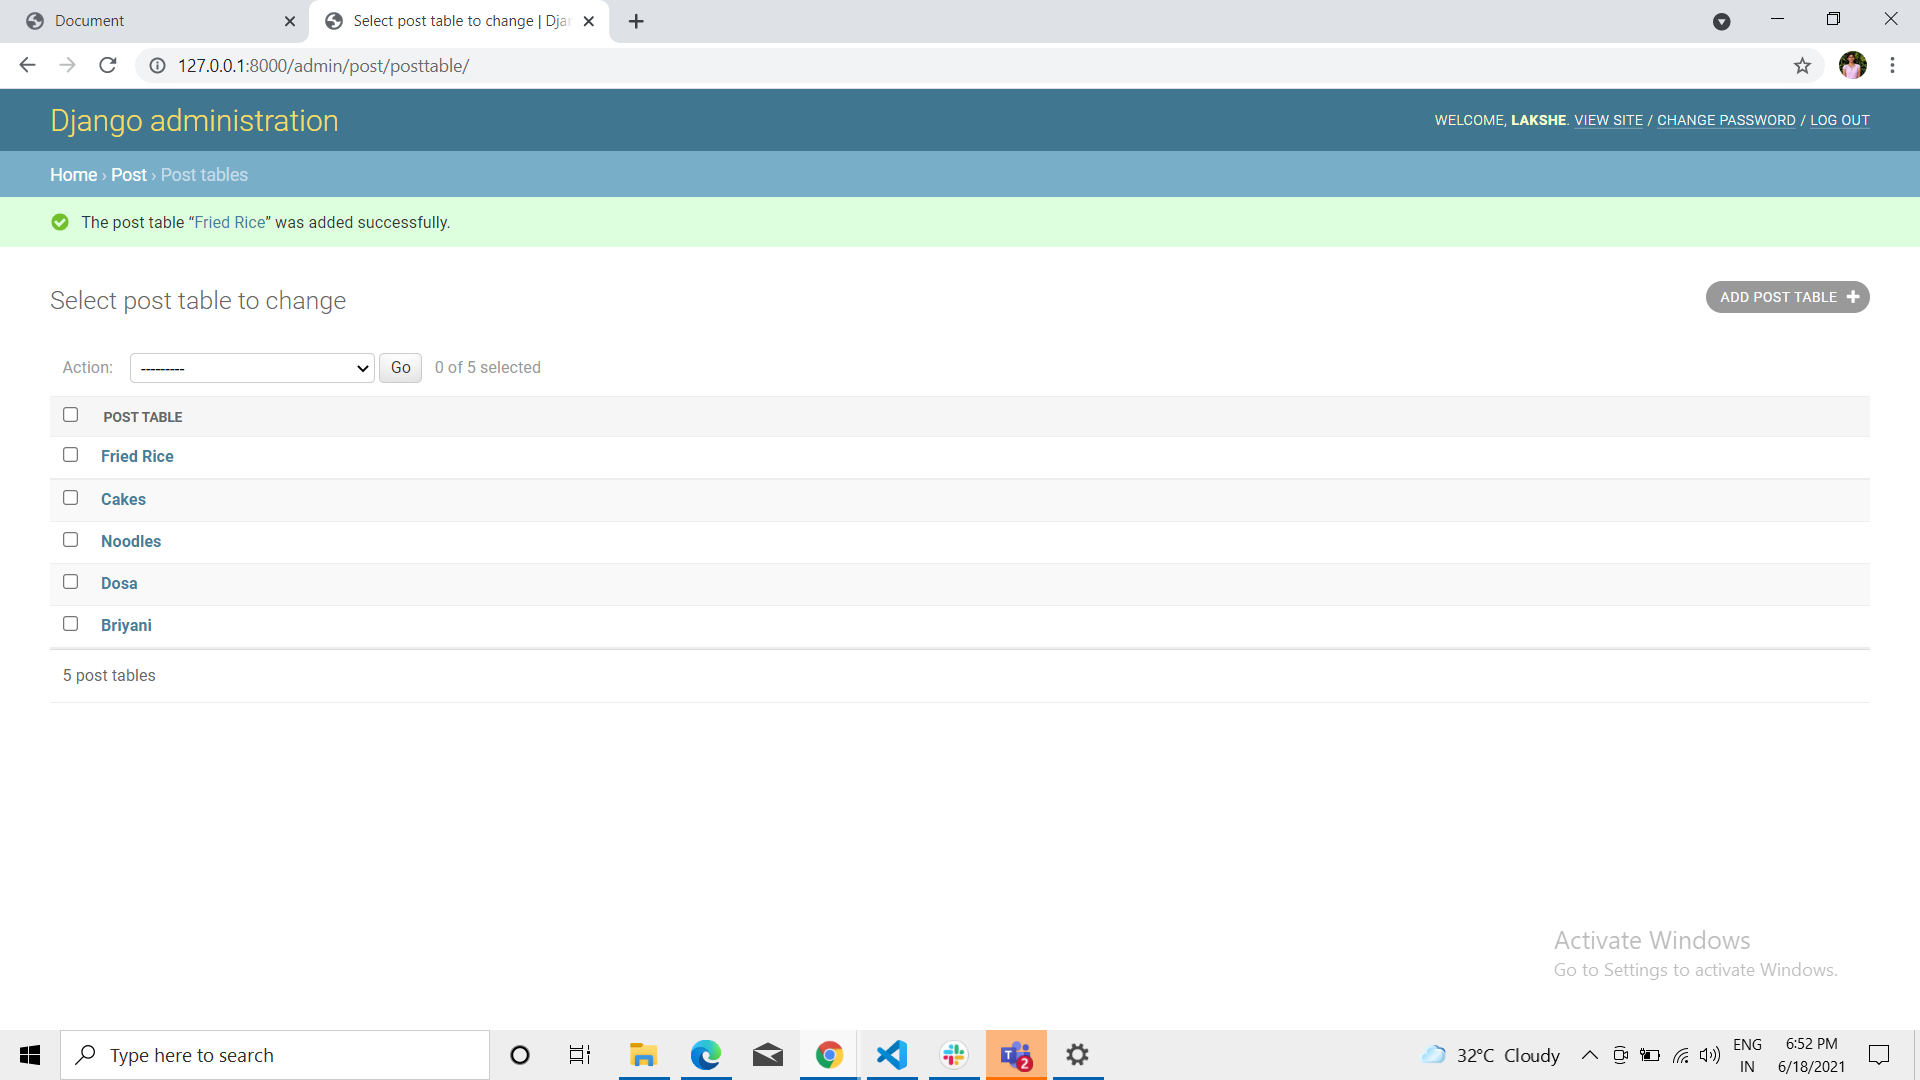 Document
Select post table to change | Djan
127.0.0.1:8000/admin/post/posttable/
Django administration
WELCOME, LAKSHE. VIEW SITE / CHANGE PASSWORD / LOG OUT
Home › Post › Post tables
The post table “Fried Rice” was added successfully.
Select post table to change
ADD POST TABLE +
Action: --------- Go 0 of 5 selected
POST TABLE
Fried Rice
Cakes
Noodles
Dosa
Briyani
5 post tables
Activate Windows
Go to Settings to activate Windows.
Type here to search
T 2
32°C Cloudy
ENG
IN
6:52 PM
6/18/2021